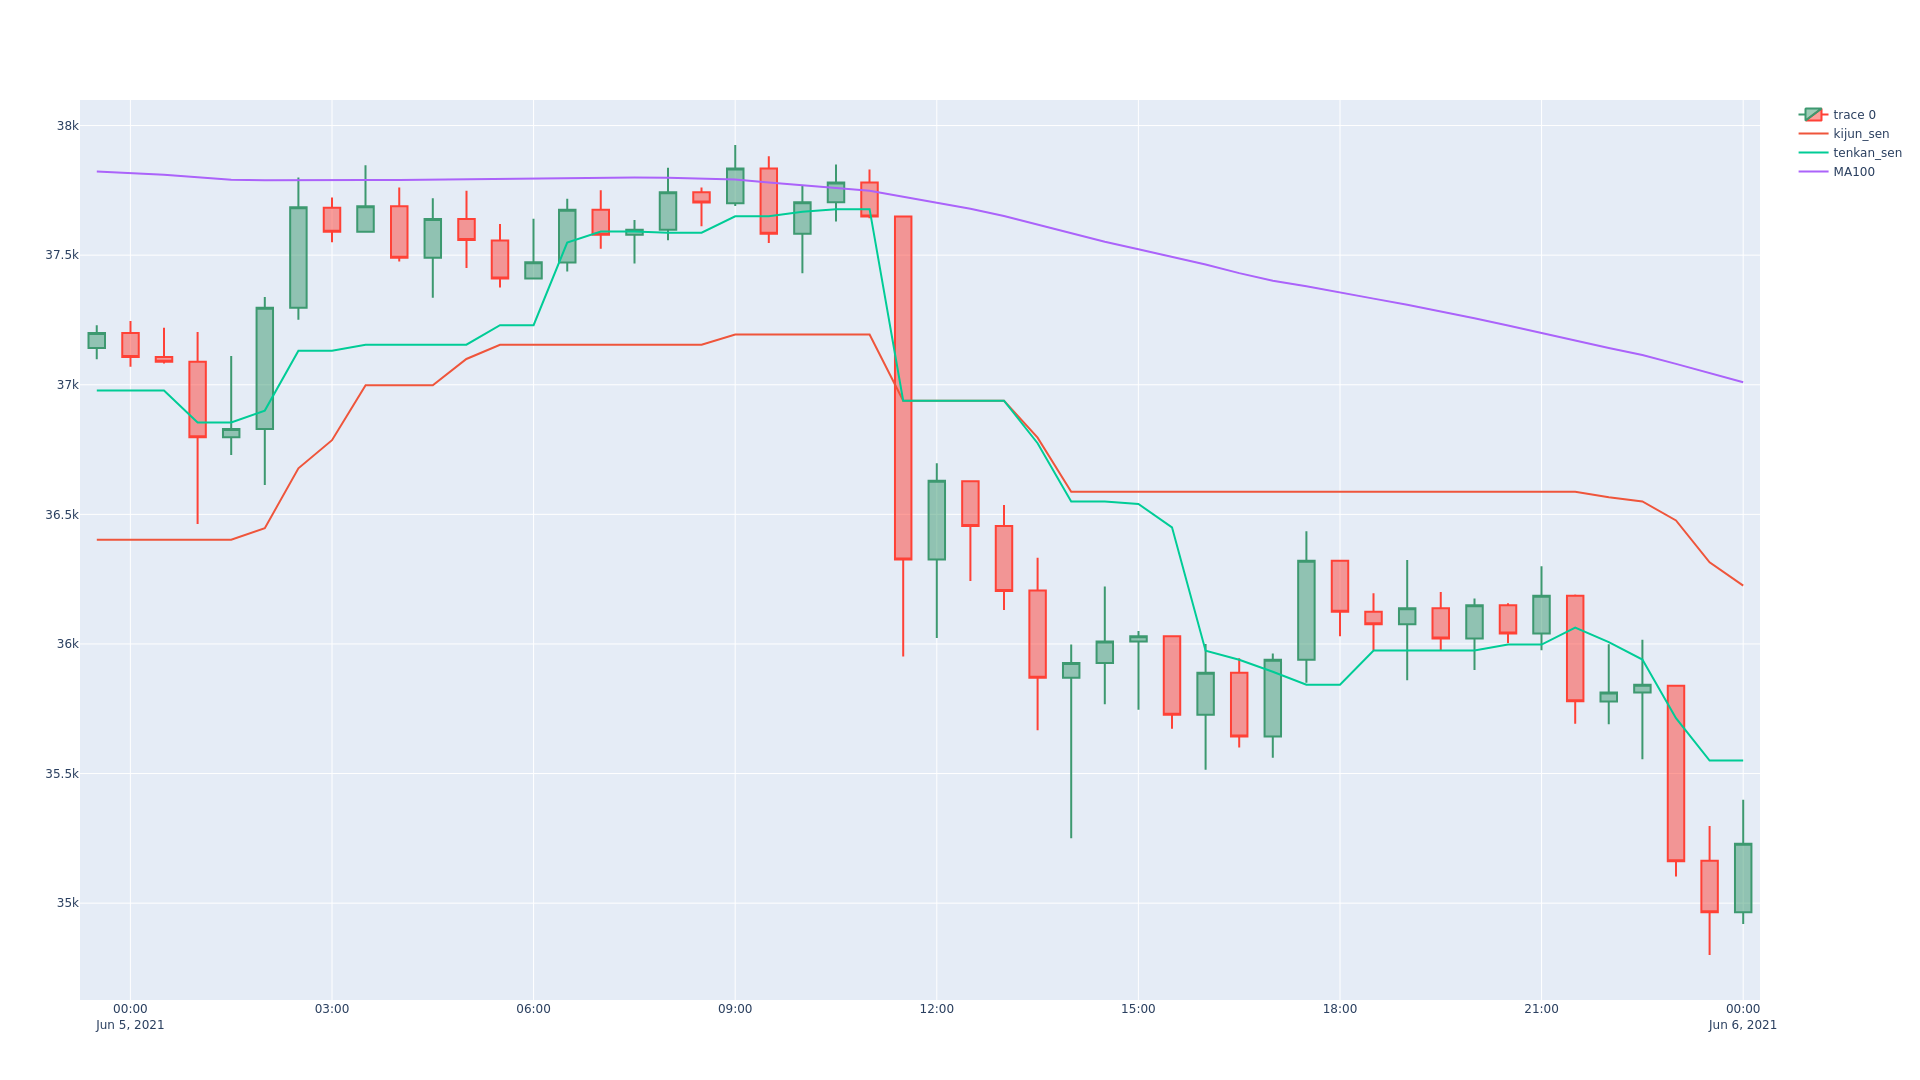 trace 0
kijun_sen
tenkan_sen
MA100
38k
37.5k
37k
36.5k
36k
35.5k
35k
00:00 03:00 06:00 09:00 12:00 15:00 18:00 21:00 00:00
Jun 5, 2021 Jun 6, 2021